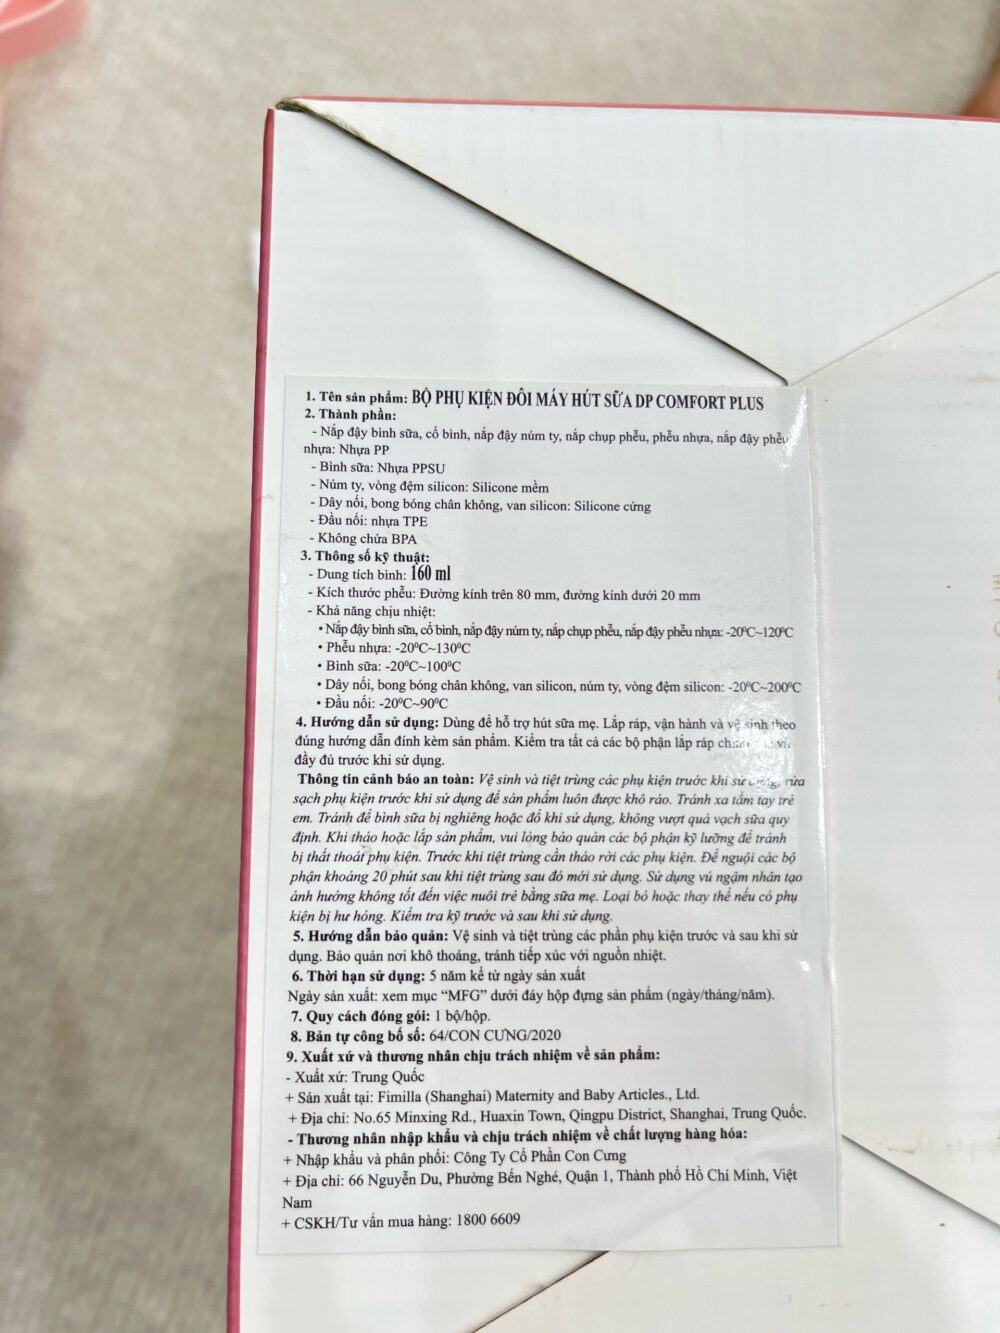 1. Tên sản phẩm: BỘ PHỤ KIỆN ĐÔI MÁY HÚT SỮA DP COMFORT PLUS
2. Thành phần:
- Nắp đậy bình sữa, cổ bình, nắp đậy núm ty, nắp chụp phễu, phễu nhựa, nắp đậy phễu
nhựa: Nhựa PP
- Bình sữa: Nhựa PPSU
- Núm ty, vòng đệm silicon: Silicone mềm
- Dây nối, bong bóng chân không, van silicon: Silicone cứng
- Đầu nối: nhựa TPE
- Không chứa BPA
3. Thông số kỹ thuật:
- Dung tích bình: 160 ml
- Kích thước phễu: Đường kính trên 80 mm, đường kính dưới 20 mm
- Khả năng chịu nhiệt:
• Nắp đậy bình sữa, cổ bình, nắp đậy núm ty, nắp chụp phễu, nắp đậy phễu nhựa: -20⁰C~120⁰C
• Phễu nhựa: -20⁰C~130⁰C
• Bình sữa: -20⁰C~100⁰C
• Dây nối, bong bóng chân không, van silicon, núm ty, vòng đệm silicon: -20⁰C~200⁰C
• Đầu nối: -20⁰C~90⁰C
4. Hướng dẫn sử dụng: Dùng để hỗ trợ hút sữa mẹ. Lắp ráp, vận hành và vệ sinh theo
đúng hướng dẫn đính kèm sản phẩm. Kiểm tra tất cả các bộ phận lắp ráp và
đầy đủ trước khi sử dụng.
Thông tin cảnh báo an toàn: Vệ sinh và tiệt trùng các phụ kiện trước khi sử dụng, rửa
sạch phụ kiện trước khi sử dụng để sản phẩm luôn được khô ráo. Tránh xa tầm tay trẻ
em. Tránh để bình sữa bị nghiêng hoặc đổ khi sử dụng, không vượt quá vạch sữa quy
định. Khi tháo hoặc lắp sản phẩm, vui lòng bảo quản các bộ phận kỹ lưỡng để tránh
bị thất thoát phụ kiện. Trước khi tiệt trùng cần tháo rời các phụ kiện. Để nguội các bộ
phận khoảng 20 phút sau khi tiệt trùng sau đó mới sử dụng. Sử dụng vú ngậm nhân tạo
ảnh hưởng không tốt đến việc nuôi trẻ bằng sữa mẹ. Loại bỏ hoặc thay thế nếu có phụ
kiện bị hư hỏng. Kiểm tra kỹ trước và sau khi sử dụng.
5. Hướng dẫn bảo quản: Vệ sinh và tiệt trùng các phần phụ kiện trước và sau khi sử
dụng. Bảo quản nơi khô thoáng, tránh tiếp xúc với nguồn nhiệt.
6. Thời hạn sử dụng: 5 năm kể từ ngày sản xuất
Ngày sản xuất: xem mục “MFG” dưới đáy hộp đựng sản phẩm (ngày/tháng/năm).
7. Quy cách đóng gói: 1 bộ/hộp.
8. Bản tự công bố số: 64/CON CƯNG/2020
9. Xuất xứ và thương nhân chịu trách nhiệm về sản phẩm:
- Xuất xứ: Trung Quốc
+ Sản xuất tại: Fimilla (Shanghai) Maternity and Baby Articles., Ltd.
+ Địa chỉ: No.65 Minxing Rd., Huaxin Town, Qingpu District, Shanghai, Trung Quốc.
- Thương nhân nhập khẩu và chịu trách nhiệm về chất lượng hàng hóa:
+ Nhập khẩu và phân phối: Công Ty Cổ Phần Con Cưng
+ Địa chỉ: 66 Nguyễn Du, Phường Bến Nghé, Quận 1, Thành phố Hồ Chí Minh, Việt
Nam
+ CSKH/Tư vấn mua hàng: 1800 6609